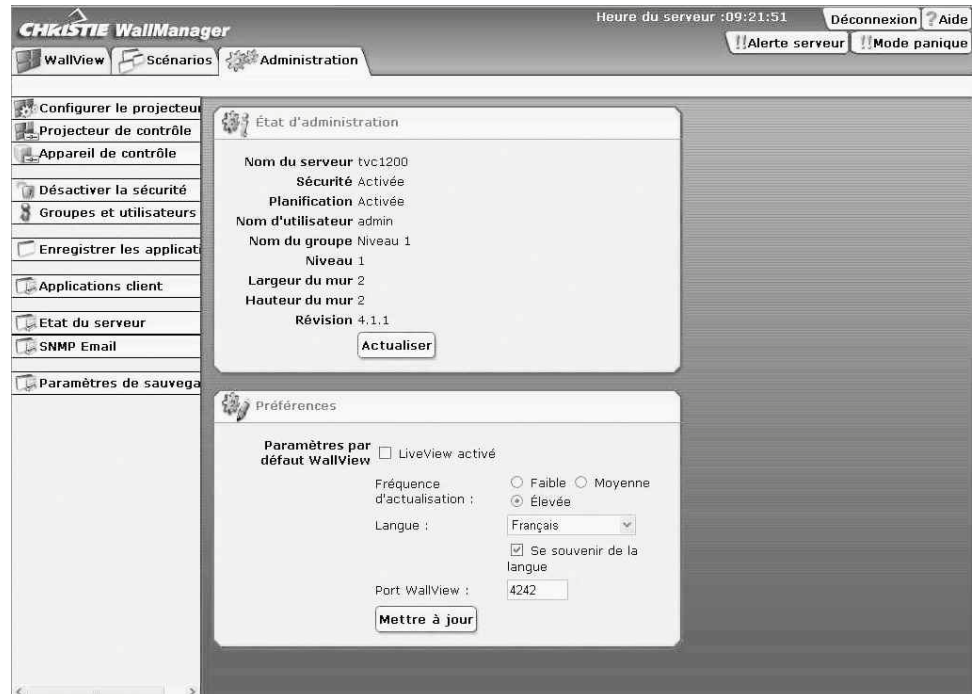 CHRISTIE WallManager
Heure du serveur :09:21:51
Déconnexion
?Aide
!!Alerte serveur
!!Mode panique
WallView
Scénarios
Administration
Configurer le projecteur
Projecteur de contrôle
Appareil de contrôle
Désactiver la sécurité
Groupes et utilisateurs
Enregistrer les applicati
Applications client
Etat du serveur
SNMP Email
Paramètres de sauvega
État d'administration
Nom du serveur tvc1200
Sécurité Activée
Planification Activée
Nom d'utilisateur admin
Nom du groupe Niveau 1
Niveau 1
Largeur du mur 2
Hauteur du mur 2
Révision 4.1.1
Actualiser
Préférences
Paramètres par
défaut WallView
LiveView activé
Fréquence
d'actualisation :
Faible
Moyenne
Élevée
Langue :
Français
Se souvenir de la
langue
Port WallView :
4242
Mettre à jour